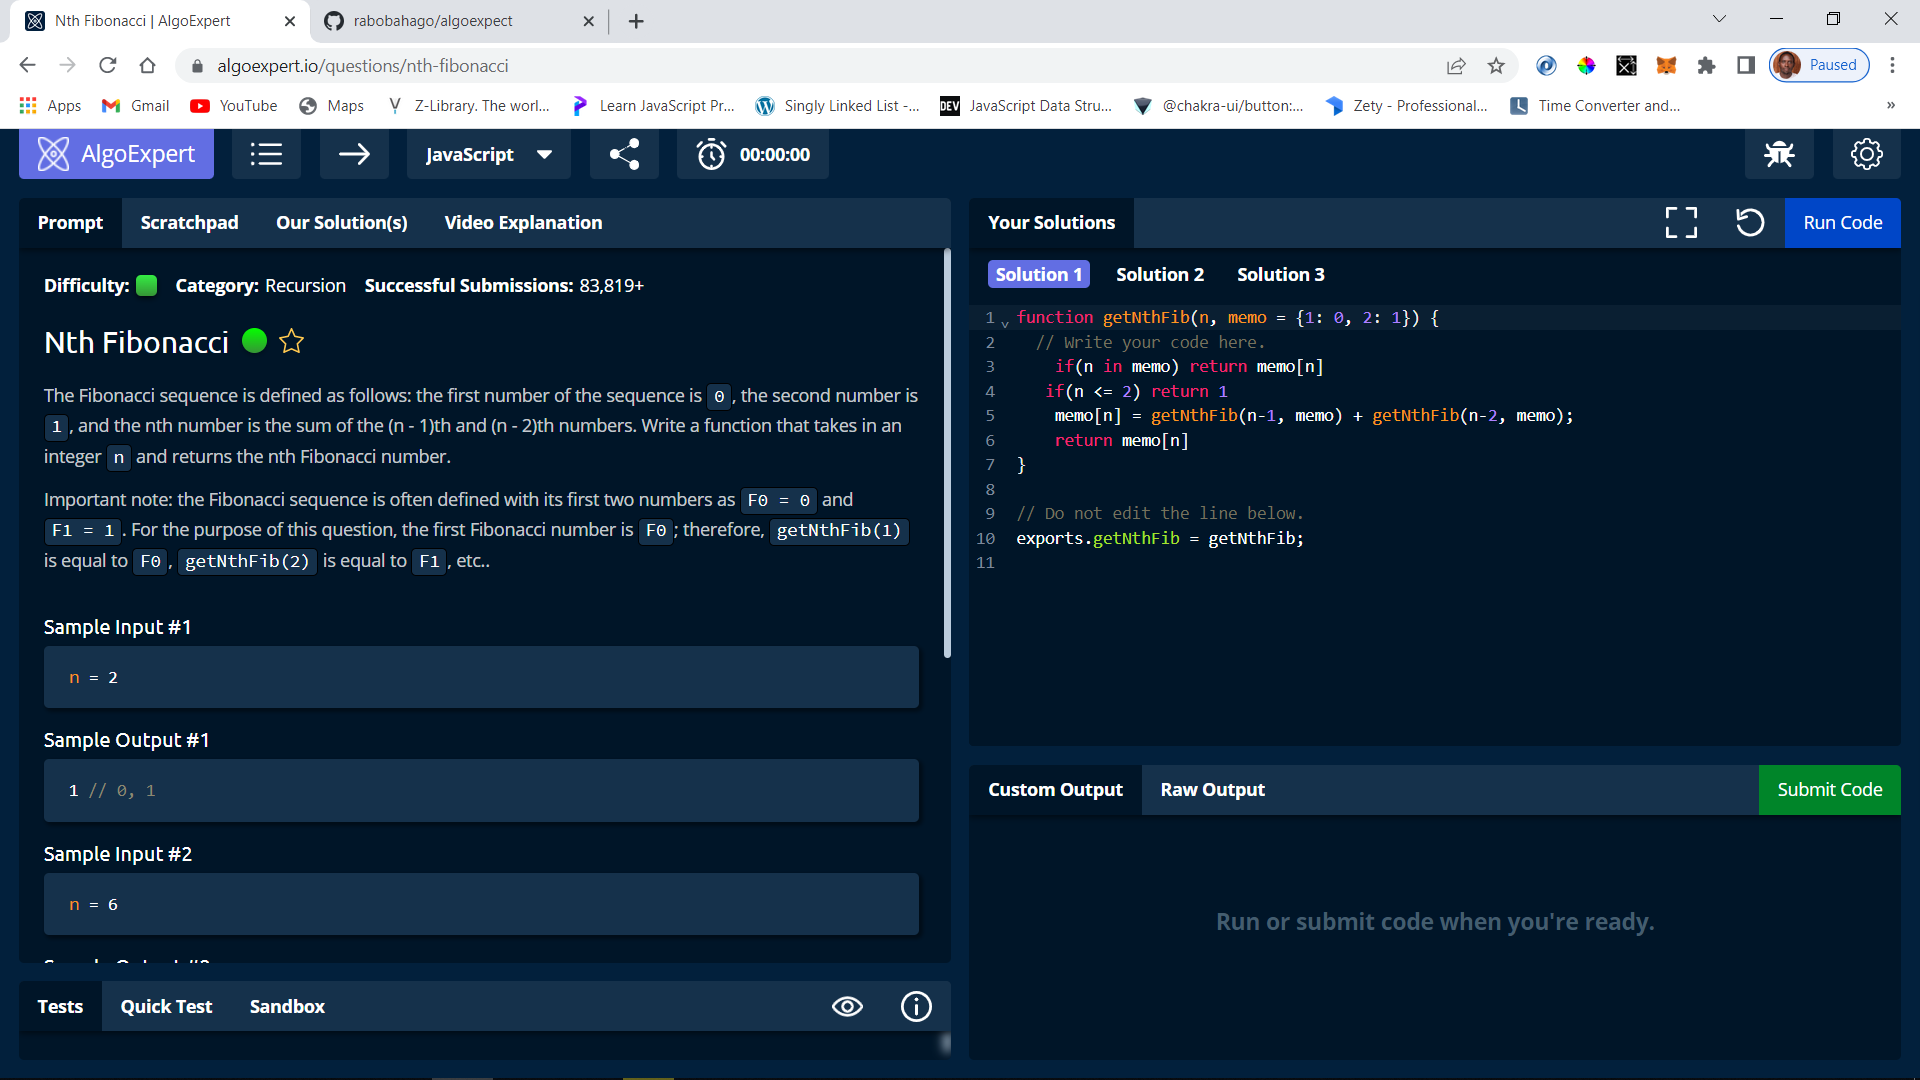 Nth Fibonacci | AlgoExpert
rabobahago/algoexpect
algoexpert.io/questions/nth-fibonacci
Paused
Apps
Gmail
YouTube
Maps
Z-Library. The worl...
Learn JavaScript Pr...
Singly Linked List -...
DEV
JavaScript Data Stru...
@chakra-ui/button:...
Zety - Professional...
Time Converter and...
»
AlgoExpert
JavaScript
00:00:00
Prompt
Scratchpad
Our Solution(s)
Video Explanation
Difficulty:
Category: Recursion
Successful Submissions: 83,819+
Nth Fibonacci
The Fibonacci sequence is defined as follows: the first number of the sequence is 0, the second number is
1, and the nth number is the sum of the (n - 1)th and (n - 2)th numbers. Write a function that takes in an
integer n and returns the nth Fibonacci number.
Important note: the Fibonacci sequence is often defined with its first two numbers as F0 = 0 and
F1 = 1. For the purpose of this question, the first Fibonacci number is F0; therefore, getNthFib(1)
is equal to F0, getNthFib(2) is equal to F1, etc..
Sample Input #1
n = 2
Sample Output #1
1 // 0, 1
Sample Input #2
n = 6
Tests
Quick Test
Sandbox
Your Solutions
Run Code
Solution 1
Solution 2
Solution 3
1 function getNthFib(n, memo = {1: 0, 2: 1}) {
2 // Write your code here.
3 if(n in memo) return memo[n]
4 if(n <= 2) return 1
5 memo[n] = getNthFib(n-1, memo) + getNthFib(n-2, memo);
6 return memo[n]
7 }
8
9 // Do not edit the line below.
10 exports.getNthFib = getNthFib;
11
Custom Output
Raw Output
Submit Code
Run or submit code when you're ready.